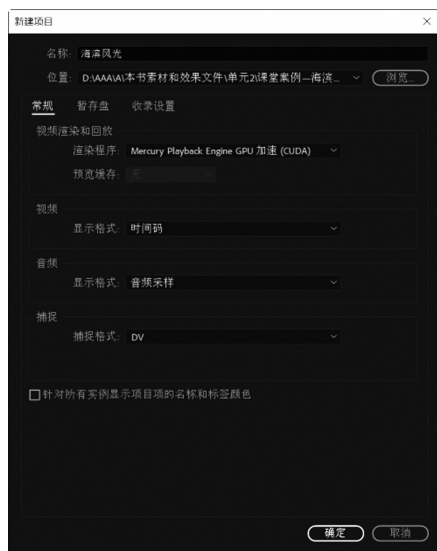 新建项目
名称: 海滨风光
位置: D:\AAA\A\本书素材和效果文件\单元2\课堂案例—海滨... 浏览...
常规 暂存盘 收录设置
视频渲染和回放
渲染程序: Mercury Playback Engine GPU 加速 (CUDA)
预览缓存: 无
视频
显示格式: 时间码
音频
显示格式: 音频采样
捕捉
捕捉格式: DV
针对所有实例显示项目项的名称和标签颜色
确定 取消